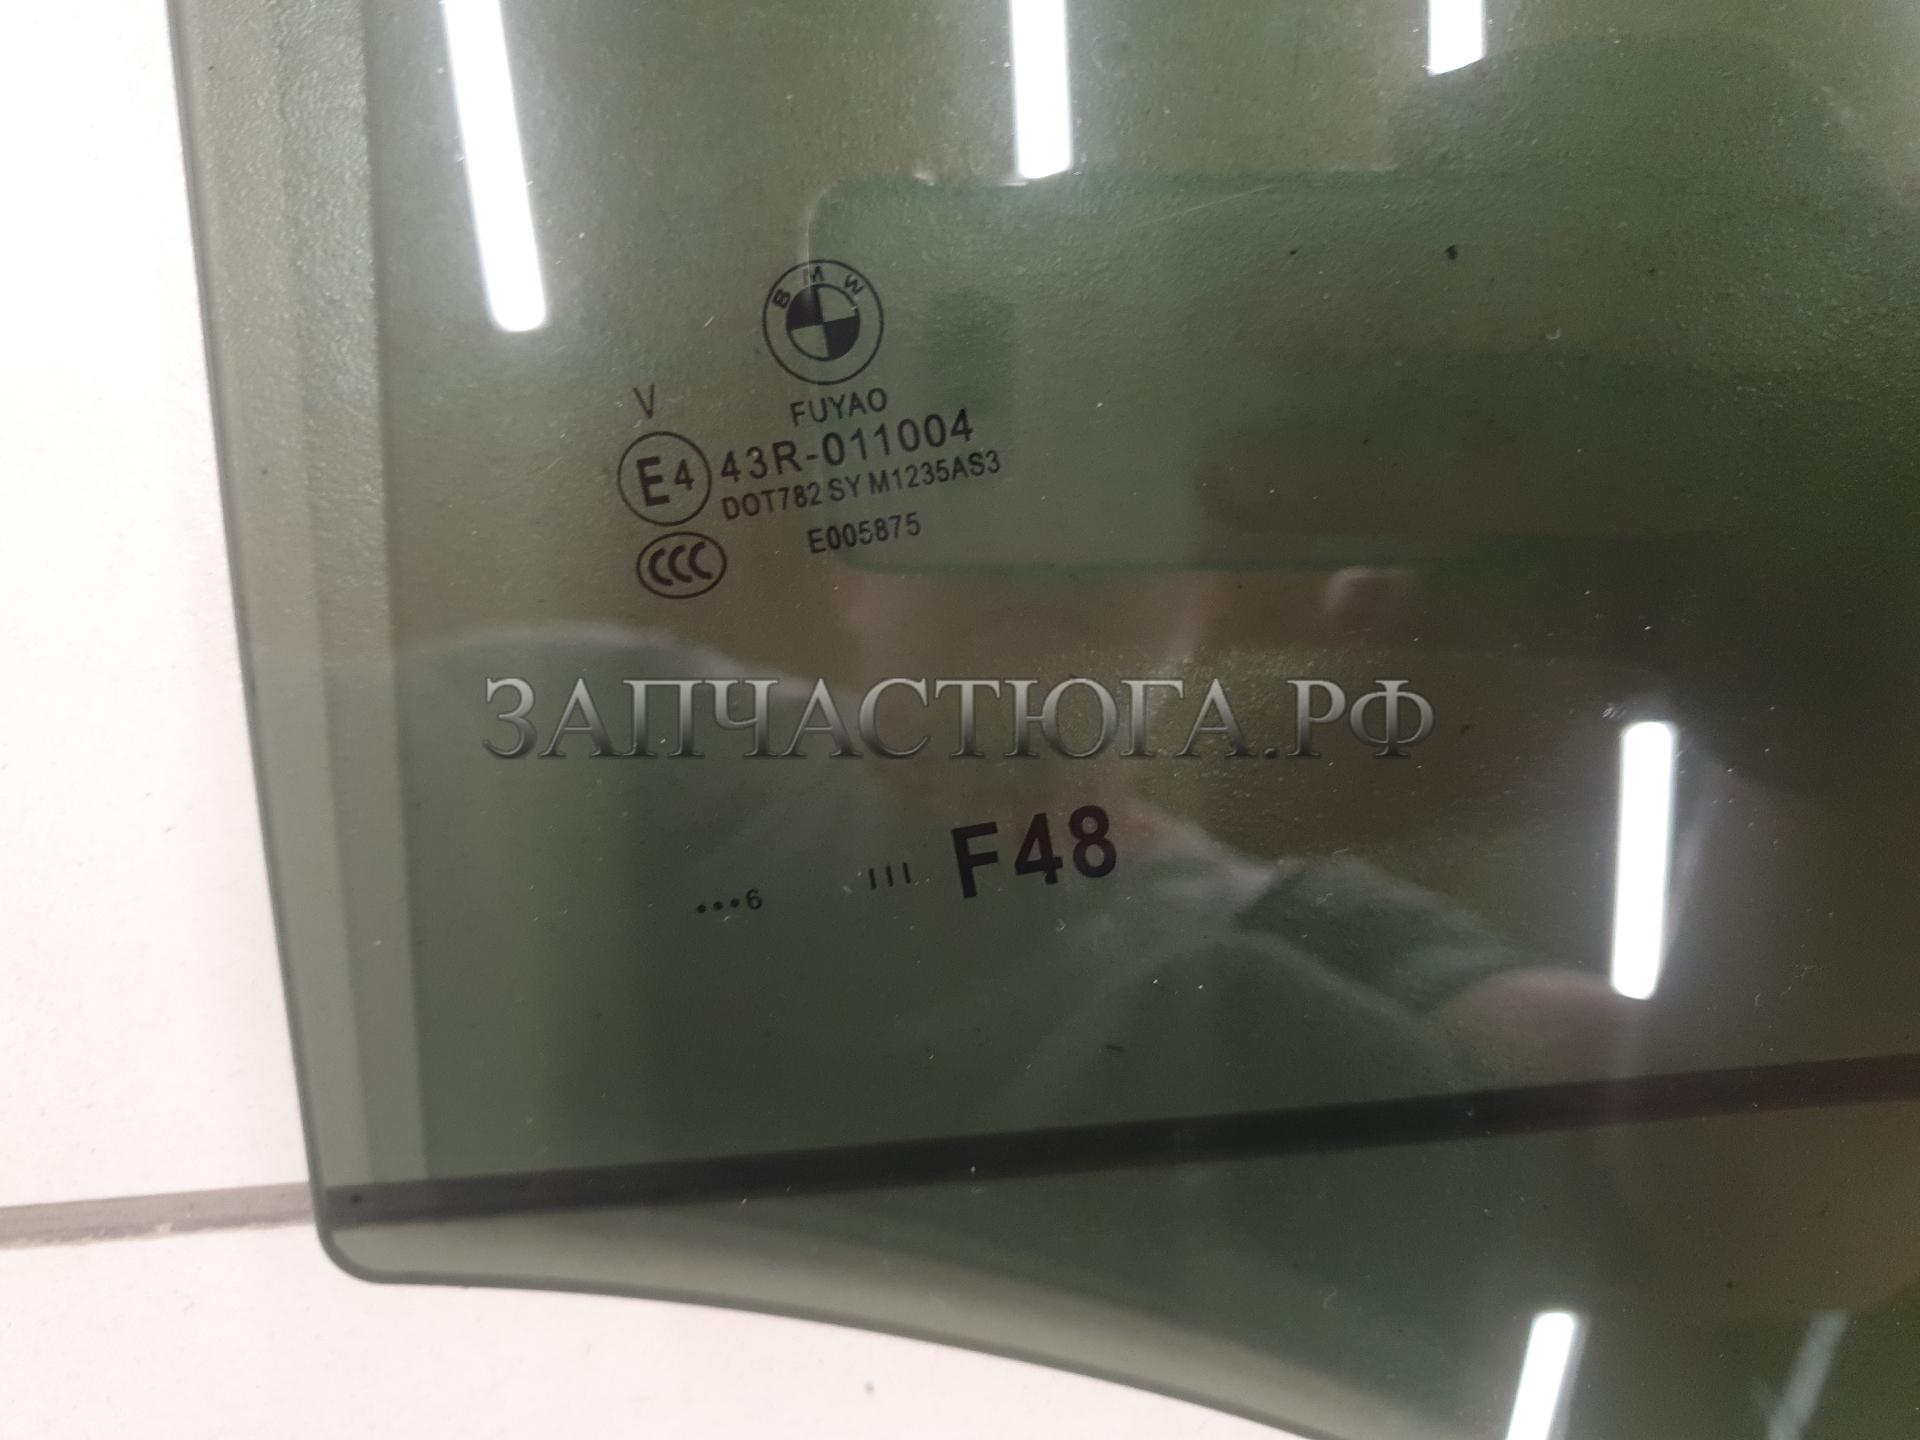 BMW
V
FUYAO
E4 43R-011004
DOT782 SY M1235AS3
CCC E005875
ЗАПЧАСТЮГА.РФ
...6 III F48